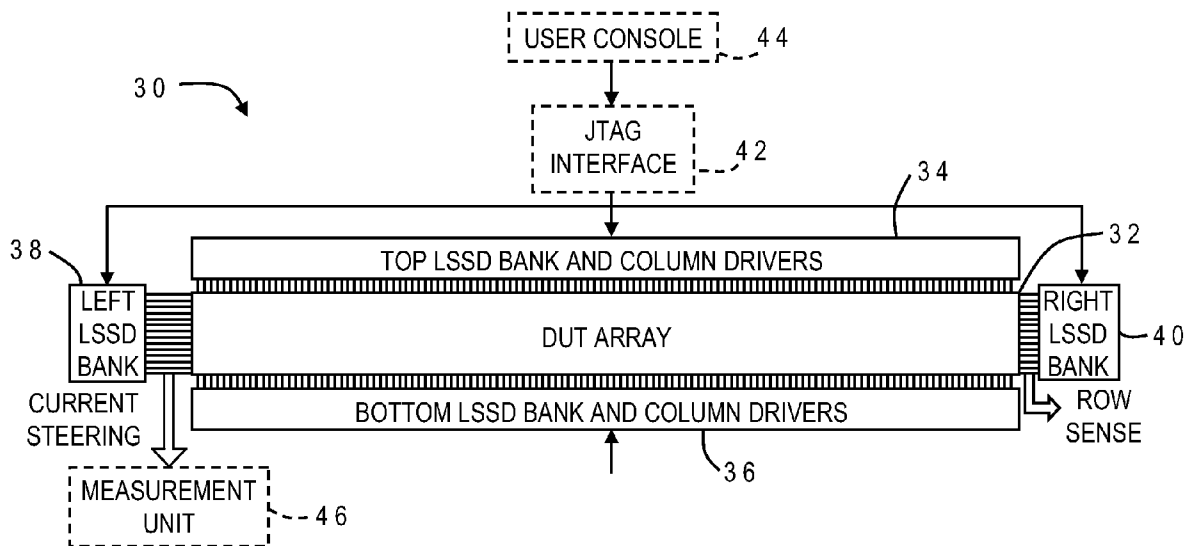 USER CONSOLE
44
30
JTAG
INTERFACE
42
34
38
32
TOP LSSD BANK AND COLUMN DRIVERS
LEFT
LSSD
BANK
DUT ARRAY
RIGHT
LSSD
BANK
40
CURRENT
STEERING
BOTTOM LSSD BANK AND COLUMN DRIVERS
ROW
SENSE
36
MEASUREMENT
UNIT
46